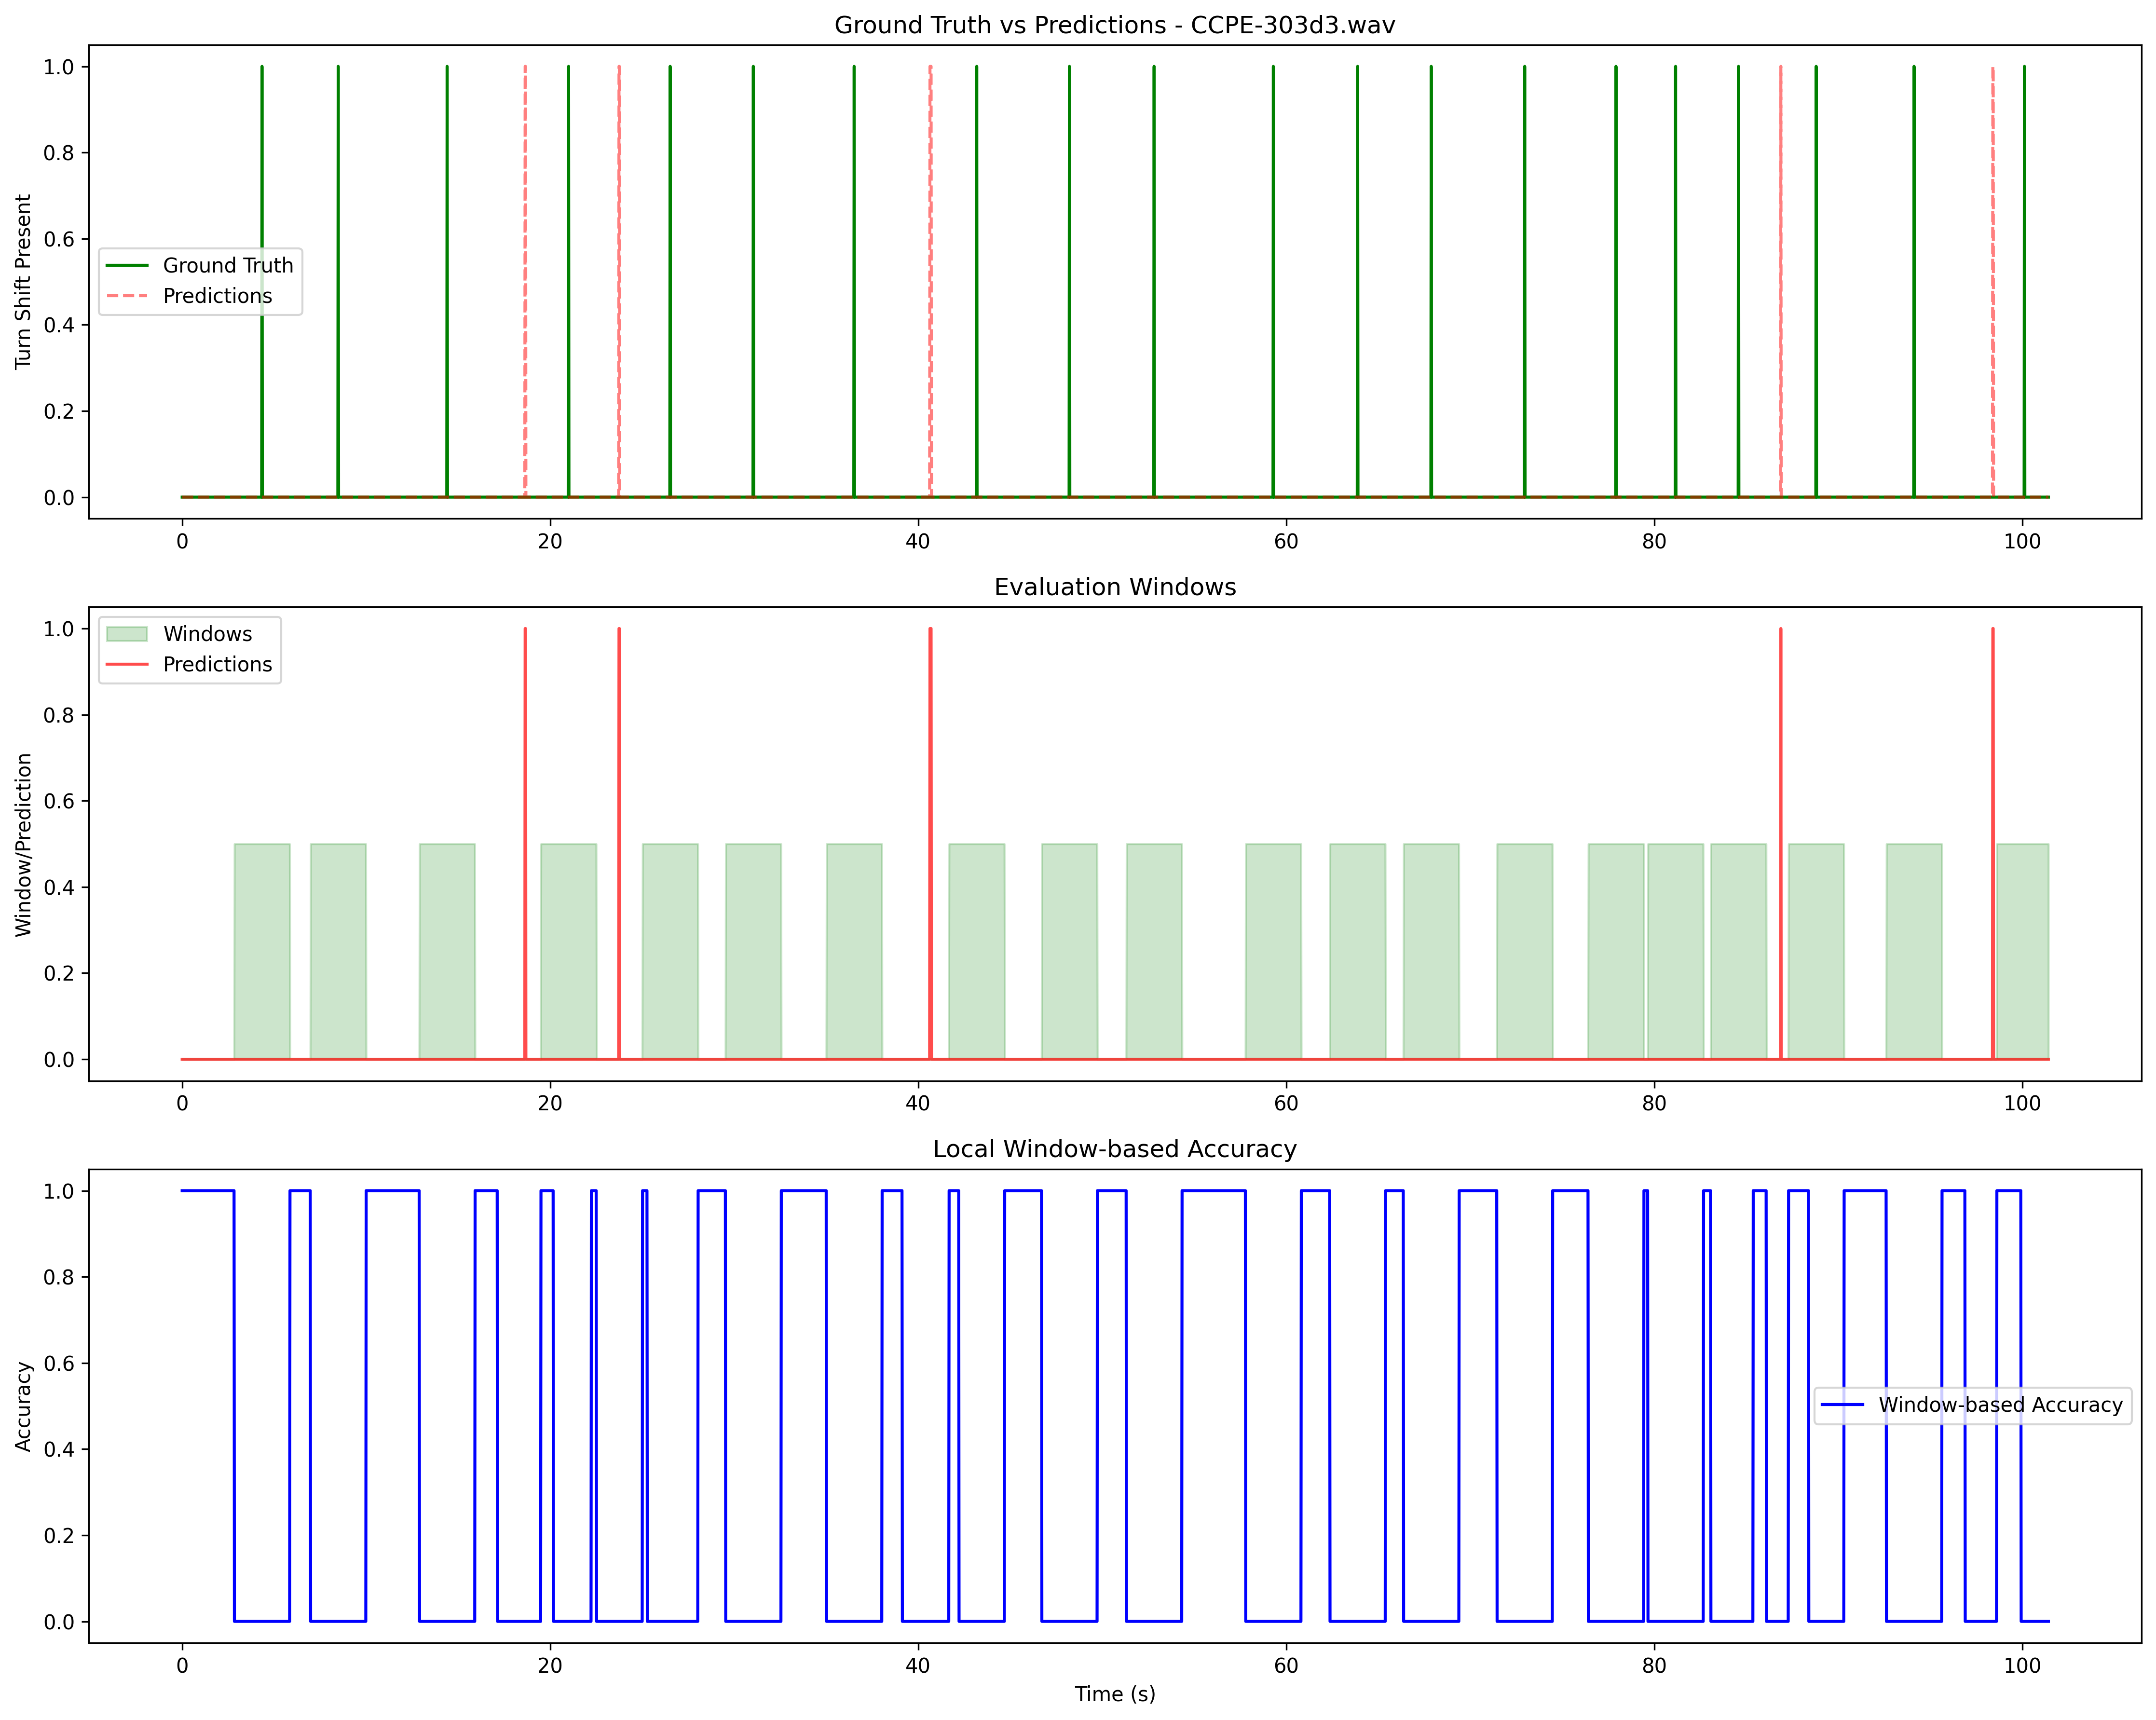 Ground Truth vs Predictions - CCPE-303d3.wav
Turn Shift Present
1.0
0.8
0.6
0.4
0.2
0.0
Ground Truth
Predictions
0 20 40 60 80 100
Evaluation Windows
Window/Prediction
1.0
0.8
0.6
0.4
0.2
0.0
Windows
Predictions
0 20 40 60 80 100
Local Window-based Accuracy
Accuracy
1.0
0.8
0.6
0.4
0.2
0.0
Window-based Accuracy
0 20 40 60 80 100
Time (s)